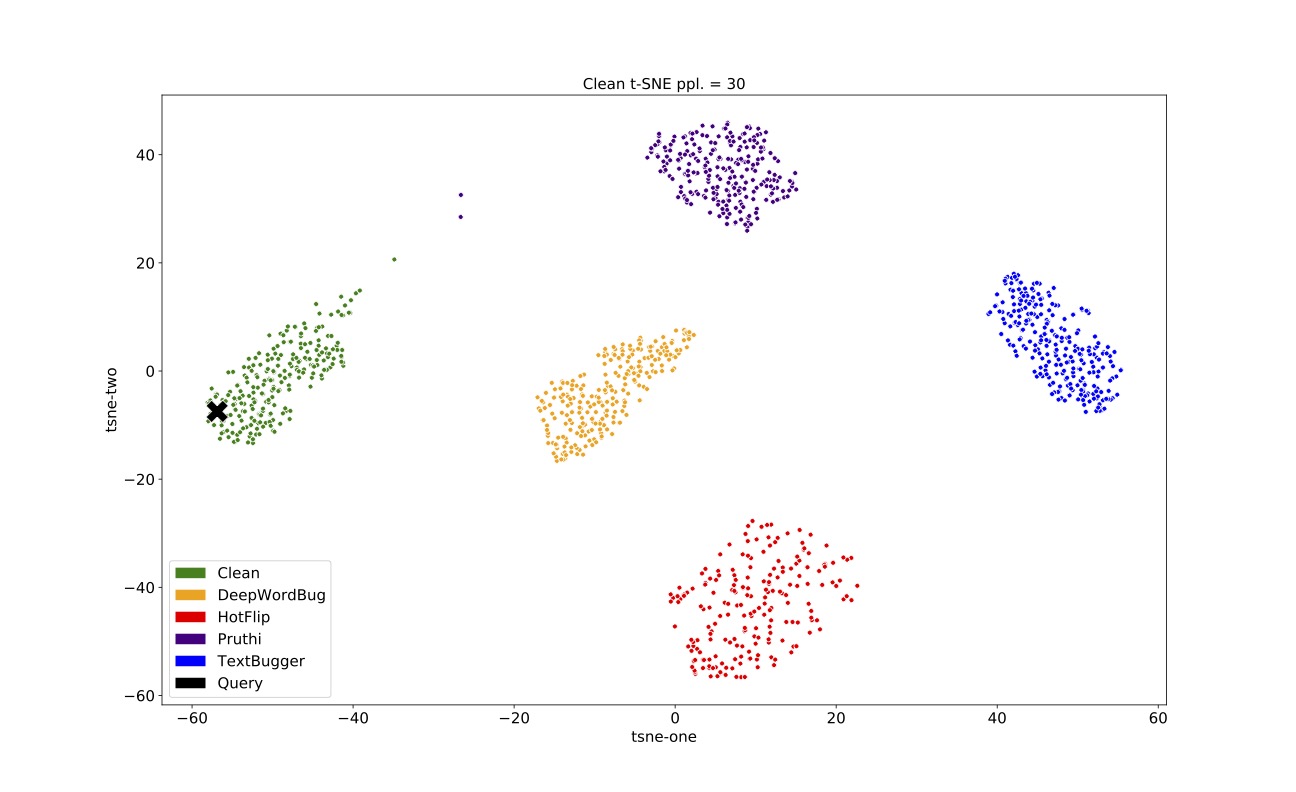 Clean t-SNE ppl. = 30
tsne-two
40
20
0
−20
−40
−60
Clean
DeepWordBug
HotFlip
Pruthi
TextBugger
Query
−60 −40 −20 0 20 40 60
tsne-one